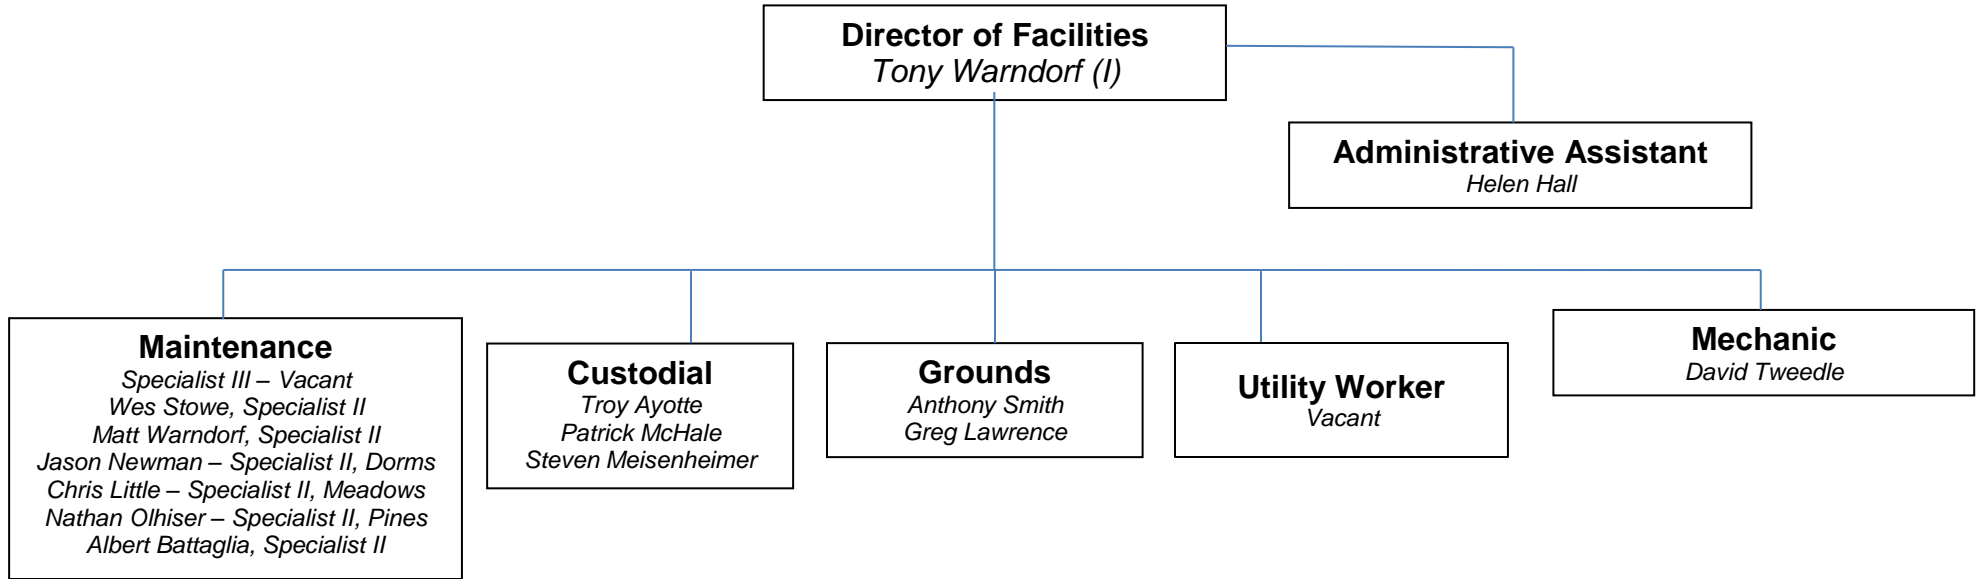 Director of Facilities
Tony Warndorf (I)
Administrative Assistant
Helen Hall
Maintenance
Specialist III – Vacant
Wes Stowe, Specialist II
Matt Warndorf, Specialist II
Jason Newman – Specialist II, Dorms
Chris Little – Specialist II, Meadows
Nathan Olhiser – Specialist II, Pines
Albert Battaglia, Specialist II
Custodial
Troy Ayotte
Patrick McHale
Steven Meisenheimer
Grounds
Anthony Smith
Greg Lawrence
Utility Worker
Vacant
Mechanic
David Tweedle